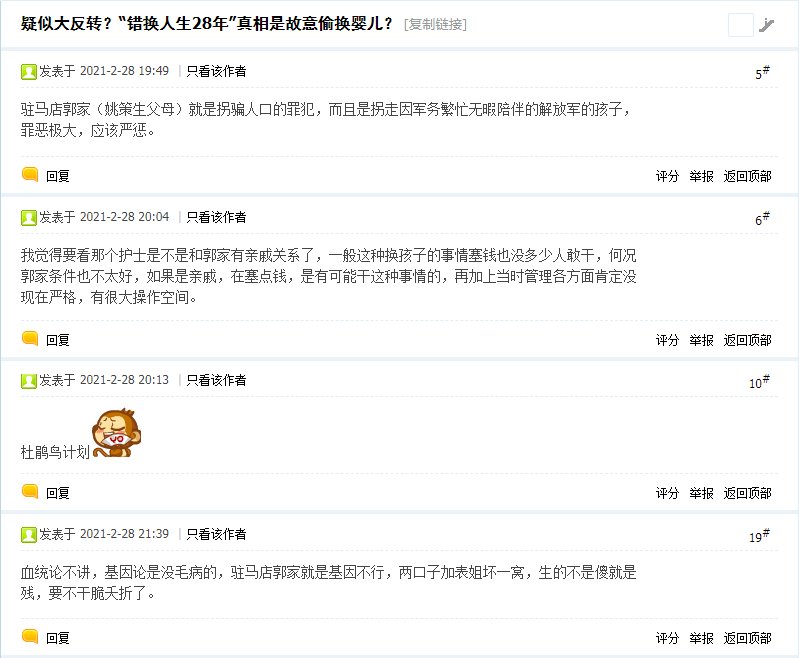 疑似大反转？“错换人生28年”真相是故意偷换婴儿？ [复制链接]
发表于 2021-2-28 19:49 | 只看该作者 5#
驻马店郭家（姚策生父母）就是拐骗人口的罪犯，而且是拐走因军务繁忙无暇陪伴的解放军的孩子，
罪恶极大，应该严惩。
回复 评分 举报 返回顶部
发表于 2021-2-28 20:04 | 只看该作者 6#
我觉得要看那个护士是不是和郭家有亲戚关系了，一般这种换孩子的事情塞钱也没多少人敢干，何况
郭家条件也不太好，如果是亲戚，在塞点钱，是有可能干这种事情的，再加上当时管理各方面肯定没
现在严格，有很大操作空间。
回复 评分 举报 返回顶部
发表于 2021-2-28 20:13 | 只看该作者 10#
杜鹃鸟计划
回复 评分 举报 返回顶部
发表于 2021-2-28 21:39 | 只看该作者 19#
血统论不讲，基因论是没毛病的，驻马店郭家就是基因不行，两口子加表姐坏一窝，生的不是傻就是
残，要不干脆夭折了。
回复 评分 举报 返回顶部